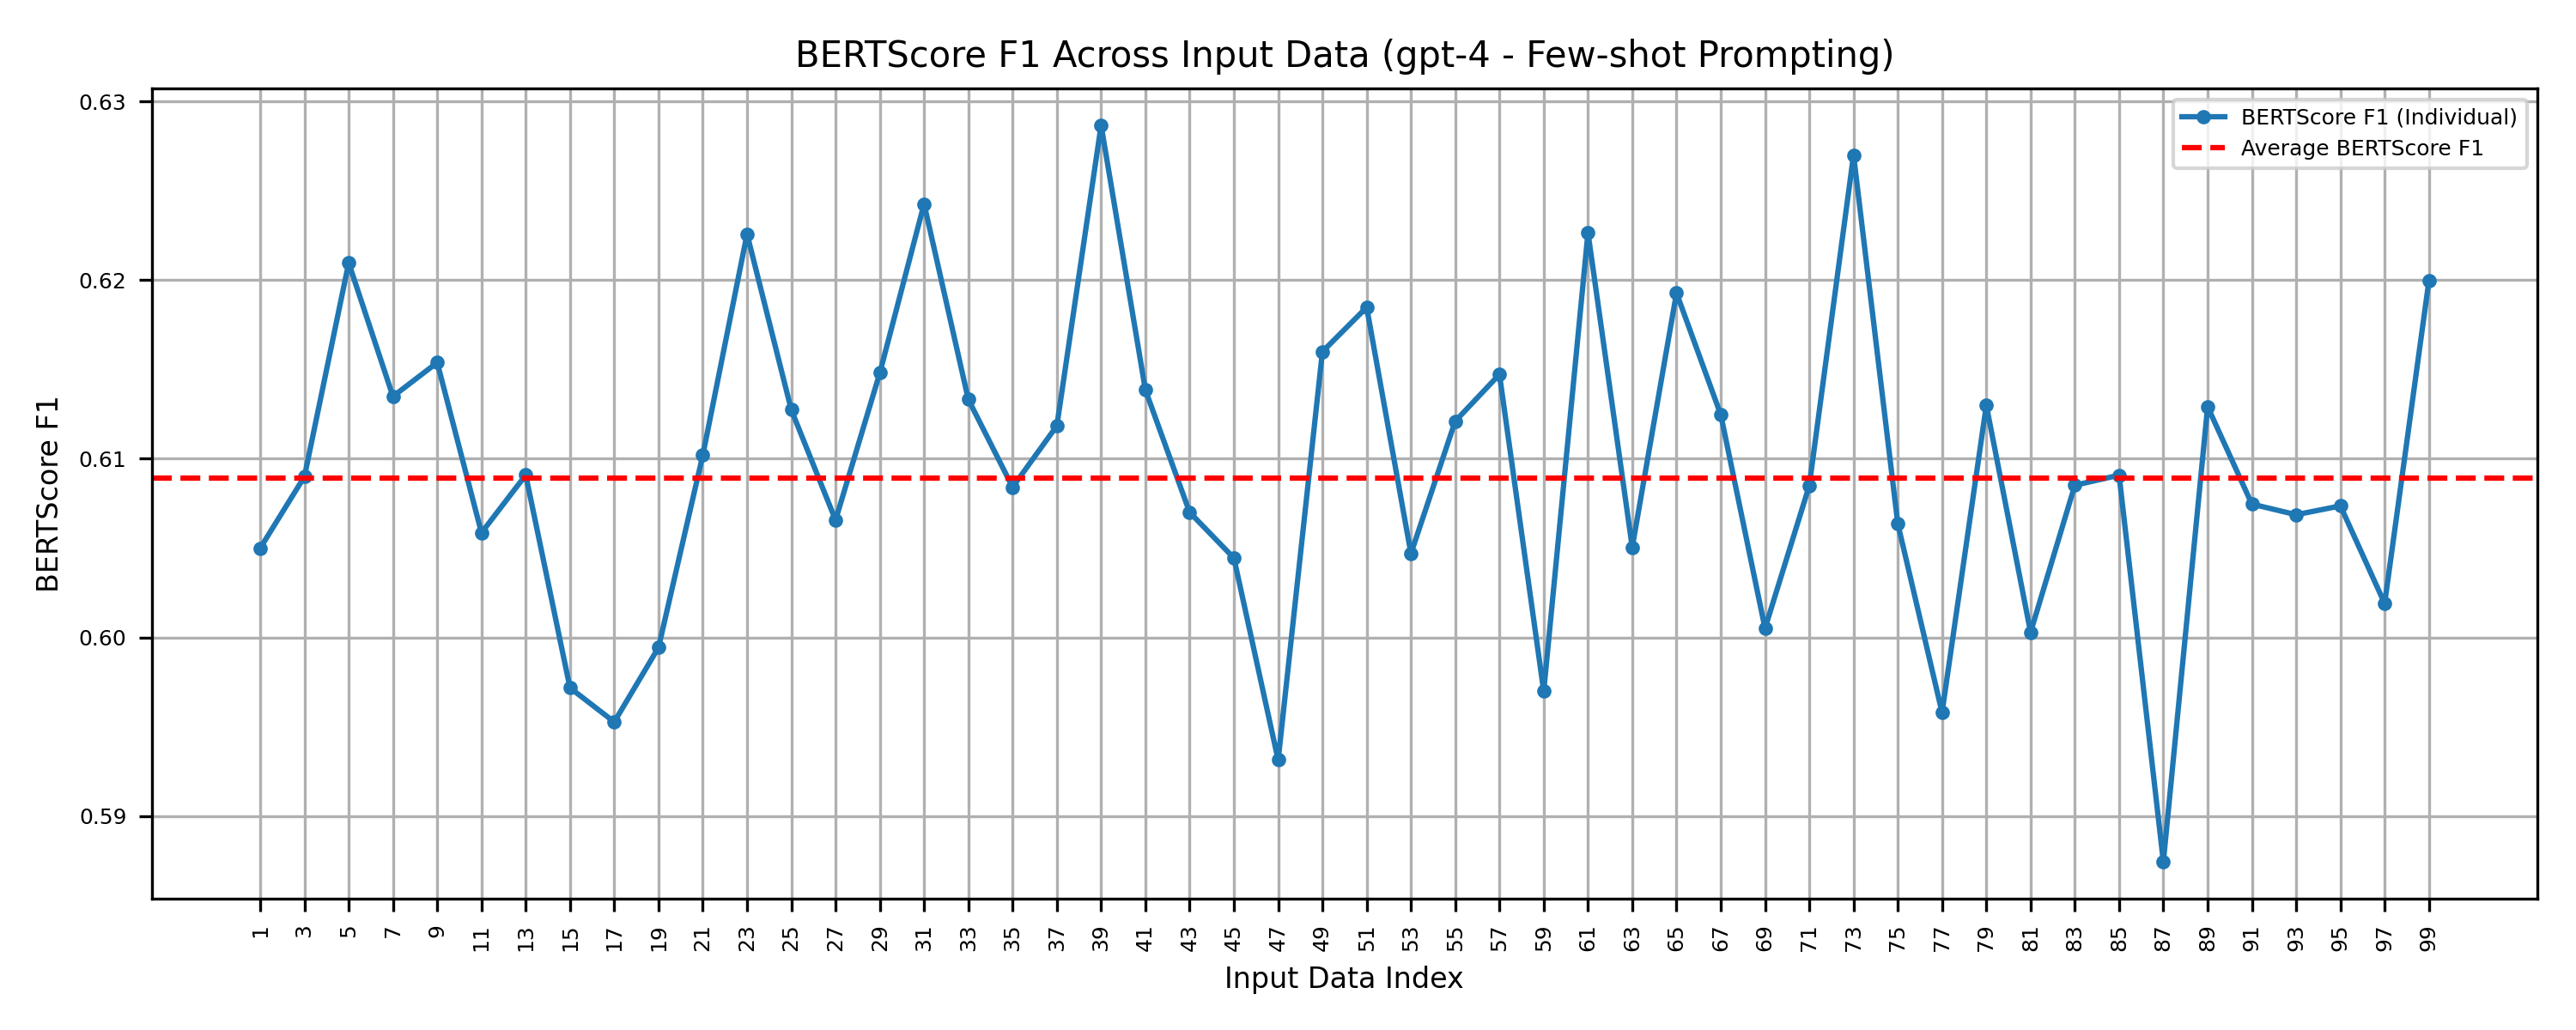 BERTScore F1 Across Input Data (gpt-4 - Few-shot Prompting)
BERTScore F1 (Individual)
Average BERTScore F1
BERTScore F1
0.63
0.62
0.61
0.60
0.59
1 3 5 7 9 11 13 15 17 19 21 23 25 27 29 31 33 35 37 39 41 43 45 47 49 51 53 55 57 59 61 63 65 67 69 71 73 75 77 79 81 83 85 87 89 91 93 95 97 99
Input Data Index